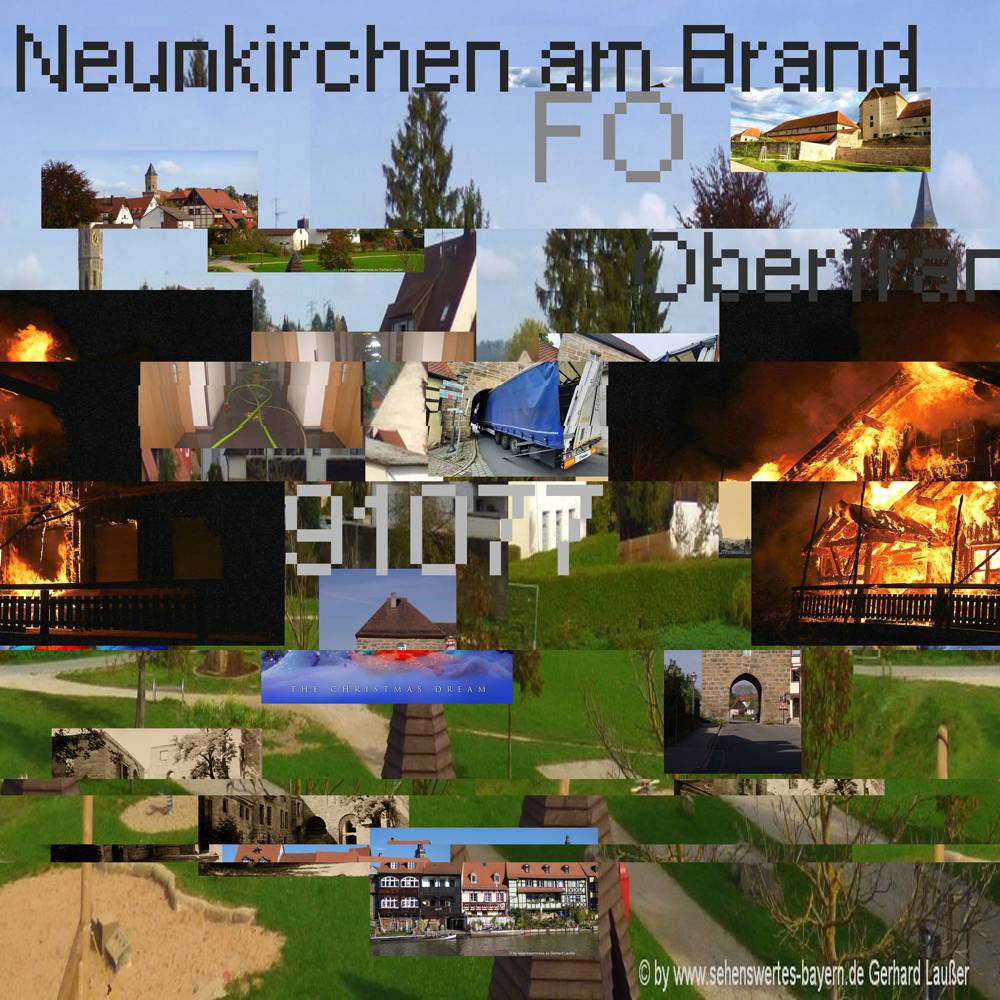 Neunkirchen am Brand
FO
Oberfran
91077
THE CHRISTMAS DREAM
© by www.sehenswertes-bayern.de Gerhard Laußer